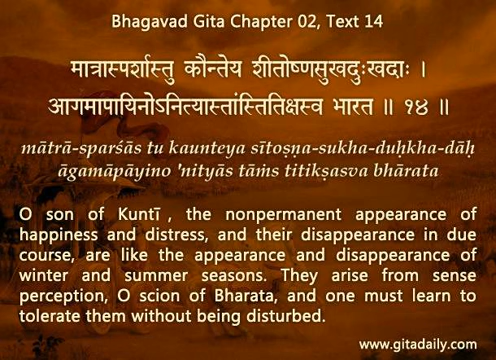 Bhagavad Gita Chapter 02, Text 14
मात्रास्पर्शास्तु कौन्तेय शीतोष्णसुखदुःखदाः ।
आगमापायिनोऽनित्यास्तांस्तितिक्षस्व भारत ॥ १४ ॥
mātrā-sparśās tu kaunteya sītoṣṇa-sukha-duḥkha-dāḥ
āgamāpāyino 'nityās tāṁs titikṣasva bhārata
O son of Kuntī , the nonpermanent appearance of
happiness and distress, and their disappearance in due
course, are like the appearance and disappearance of
winter and summer seasons. They arise from sense
perception, O scion of Bharata, and one must learn to
tolerate them without being disturbed.
www.gitadaily.com